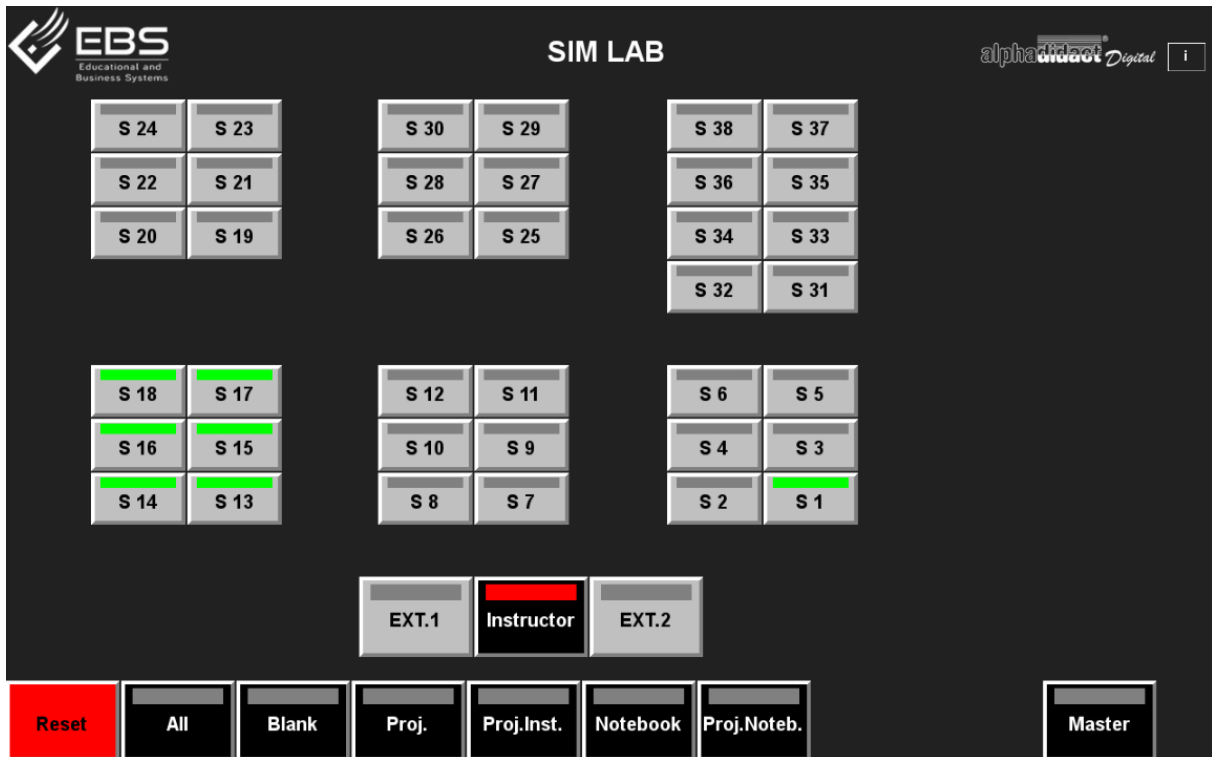 EBS
Educational and
Business Systems
SIM LAB
alphadidact Digital
i
S 24 S 23 S 30 S 29 S 38 S 37
S 22 S 21 S 28 S 27 S 36 S 35
S 20 S 19 S 26 S 25 S 34 S 33
S 32 S 31
S 18 S 17 S 12 S 11 S 6 S 5
S 16 S 15 S 10 S 9 S 4 S 3
S 14 S 13 S 8 S 7 S 2 S 1
EXT.1 Instructor EXT.2
Reset All Blank Proj. Proj.Inst. Notebook Proj.Noteb. Master